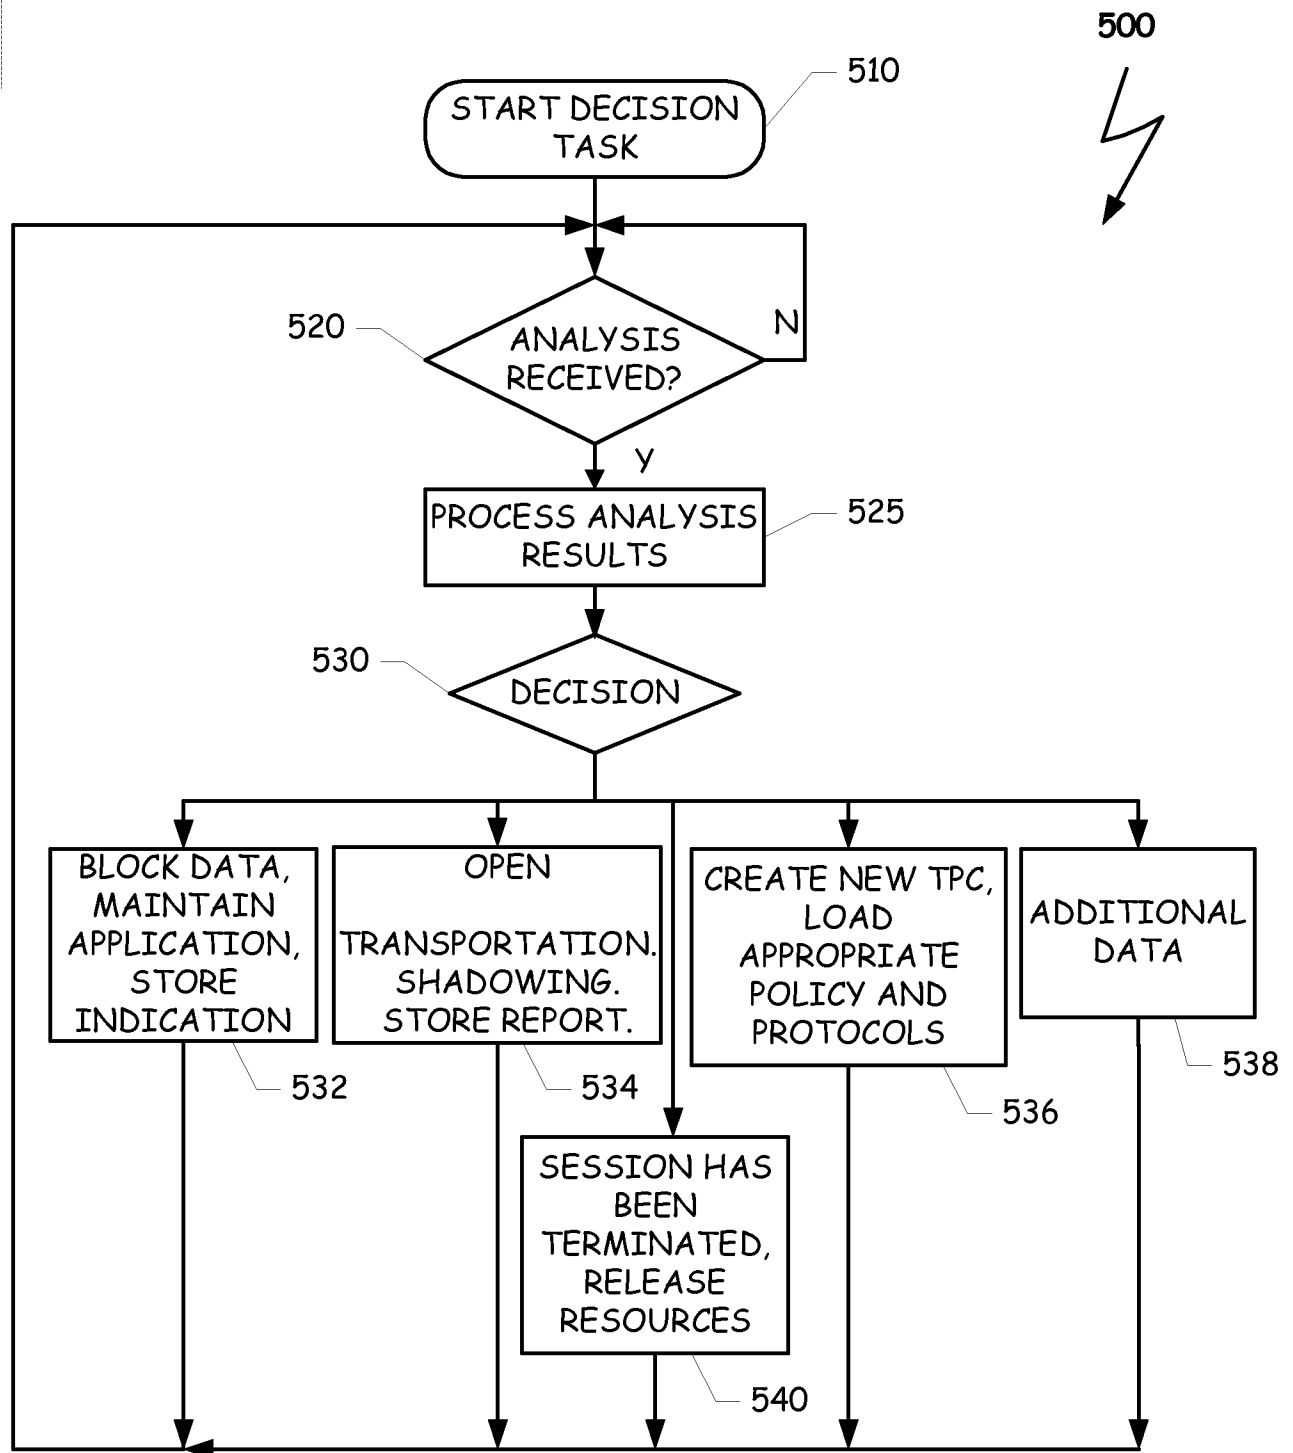 500
510
START DECISION
TASK
N
520
ANALYSIS
RECEIVED?
Y
PROCESS ANALYSIS
RESULTS
525
530
DECISION
BLOCK DATA,
MAINTAIN
APPLICATION,
STORE
INDICATION
532
OPEN
TRANSPORTATION.
SHADOWING.
STORE REPORT.
534
CREATE NEW TPC,
LOAD
APPROPRIATE
POLICY AND
PROTOCOLS
536
ADDITIONAL
DATA
538
SESSION HAS
BEEN
TERMINATED,
RELEASE
RESOURCES
540